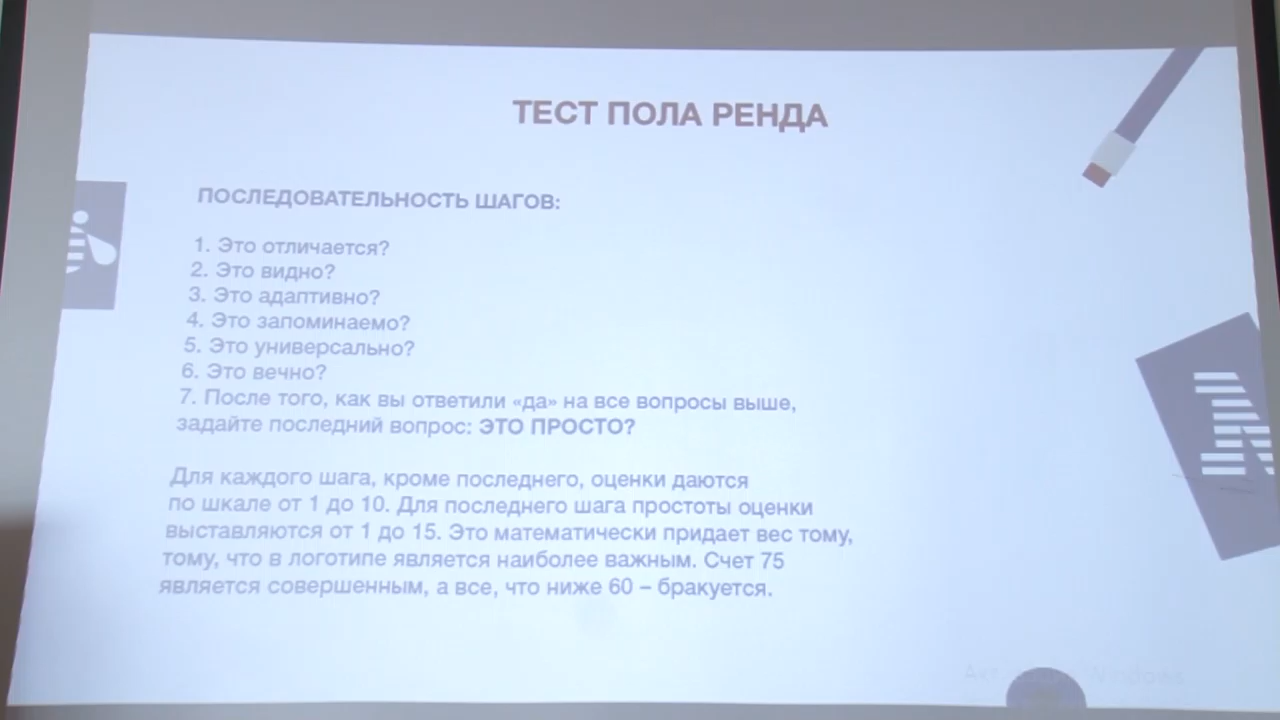 ТЕСТ ПОЛА РЕНДА
ПОСЛЕДОВАТЕЛЬНОСТЬ ШАГОВ:
1. Это отличается?
2. Это видно?
3. Это адаптивно?
4. Это запоминаемо?
5. Это универсально?
6. Это вечно?
7. После того, как вы ответили «да» на все вопросы выше,
задайте последний вопрос: ЭТО ПРОСТО?
Для каждого шага, кроме последнего, оценки даются
по шкале от 1 до 10. Для последнего шага простоты оценки
выставляются от 1 до 15. Это математически придает вес тому,
тому, что в логотипе является наиболее важным. Счет 75
является совершенным, а все, что ниже 60 – бракуется.